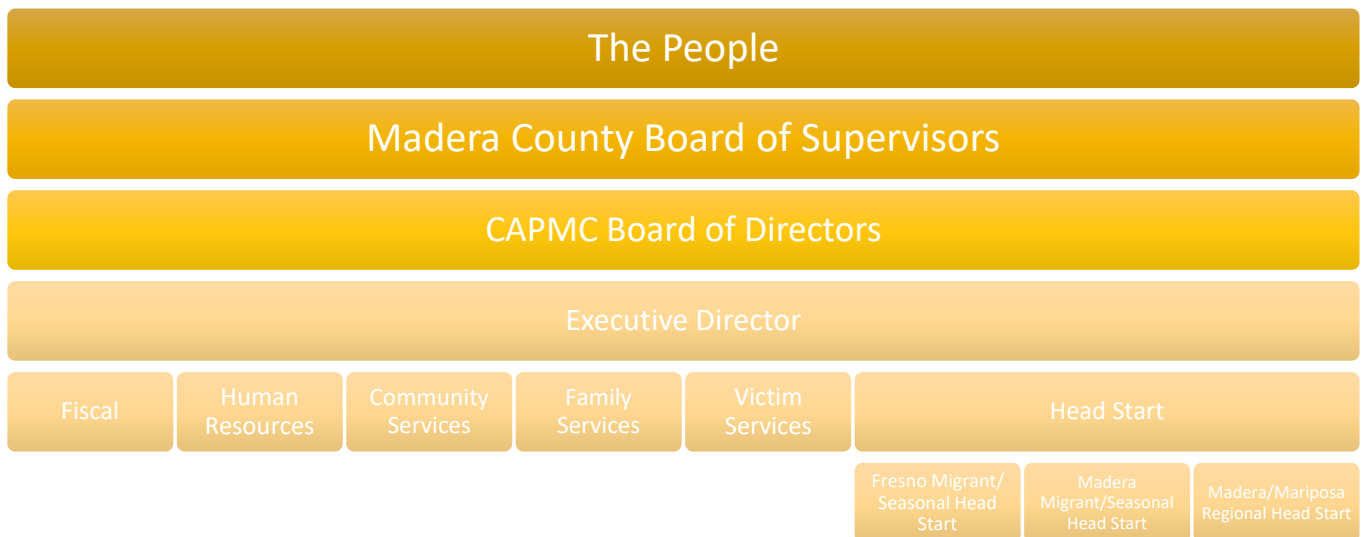 The People
Madera County Board of Supervisors
CAPMC Board of Directors
Executive Director
Fiscal
Human
Resources
Community
Services
Family
Services
Victim
Services
Head Start
Fresno Migrant/
Seasonal Head
Start
Madera
Migrant/Seasonal
Head Start
Madera/Mariposa
Regional Head Start